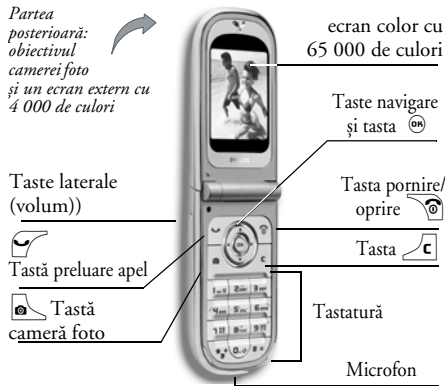 Partea
posterioară:
obiectivul
camerei foto
și un ecran extern cu
4 000 de culori
ecran color cu
65 000 de culori
Taste navigare
și tasta OK
Taste laterale
(volum))
Tasta pornire/
oprire
Tastă preluare apel
Tasta c
Tastă
cameră foto
Tastatură
Microfon